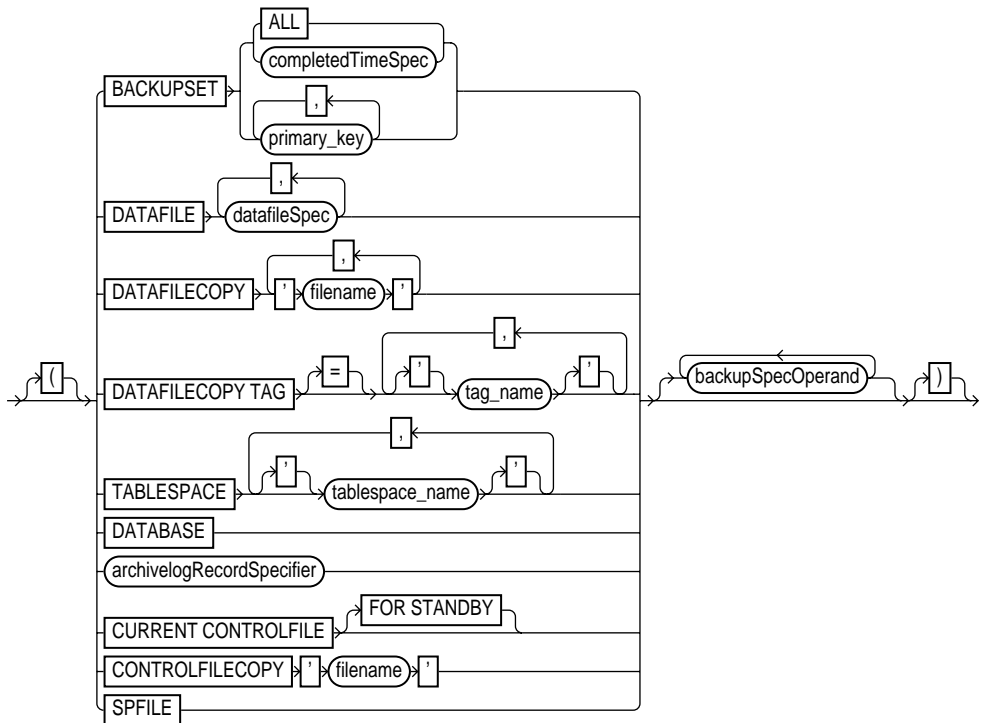 ALL
completedTimeSpec
BACKUPSET
,
primary_key
,
DATAFILE datafileSpec
,
DATAFILECOPY ' filename '
,
( DATAFILECOPY TAG = ' tag_name ' backupSpecOperand )
,
TABLESPACE ' tablespace_name '
DATABASE
archivelogRecordSpecifier
FOR STANDBY
CURRENT CONTROLFILE
CONTROLFILECOPY ' filename '
SPFILE